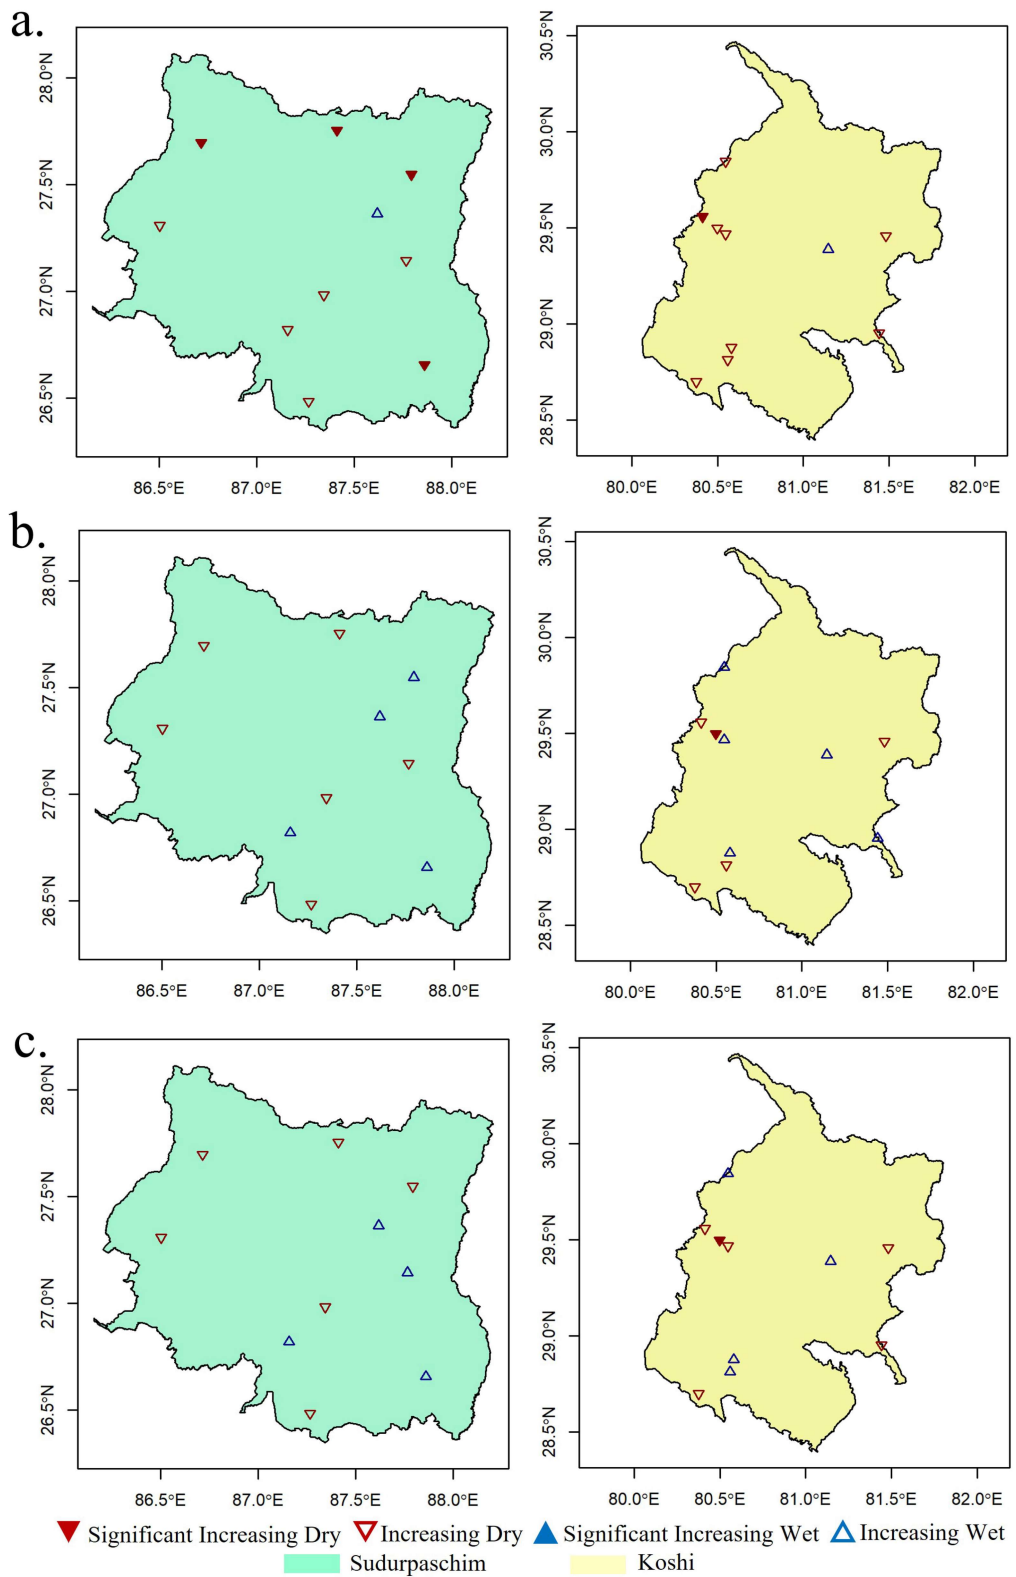 a.
28.0°N
27.5°N
27.0°N
26.5°N
86.5°E 87.0°E 87.5°E 88.0°E
30.5°N
30.0°N
29.5°N
29.0°N
28.5°N
80.0°E 80.5°E 81.0°E 81.5°E 82.0°E
b.
28.0°N
27.5°N
27.0°N
26.5°N
86.5°E 87.0°E 87.5°E 88.0°E
30.5°N
30.0°N
29.5°N
29.0°N
28.5°N
80.0°E 80.5°E 81.0°E 81.5°E 82.0°E
c.
28.0°N
27.5°N
27.0°N
26.5°N
86.5°E 87.0°E 87.5°E 88.0°E
30.5°N
30.0°N
29.5°N
29.0°N
28.5°N
80.0°E 80.5°E 81.0°E 81.5°E 82.0°E
Significant Increasing Dry Increasing Dry Significant Increasing Wet Increasing Wet
Sudurpaschim Koshi